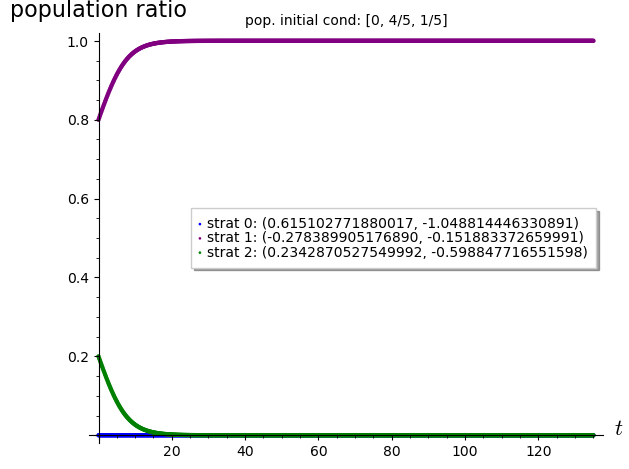 population ratio
pop. initial cond: [0, 4/5, 1/5]
1.0
0.8
0.6
strat 0: (0.615102771880017, -1.048814446330891)
strat 1: (-0.278389905176890, -0.151883372659991)
strat 2: (0.2342870527549992, -0.598847716551598)
0.4
0.2
t
20
40
60
80
100
120